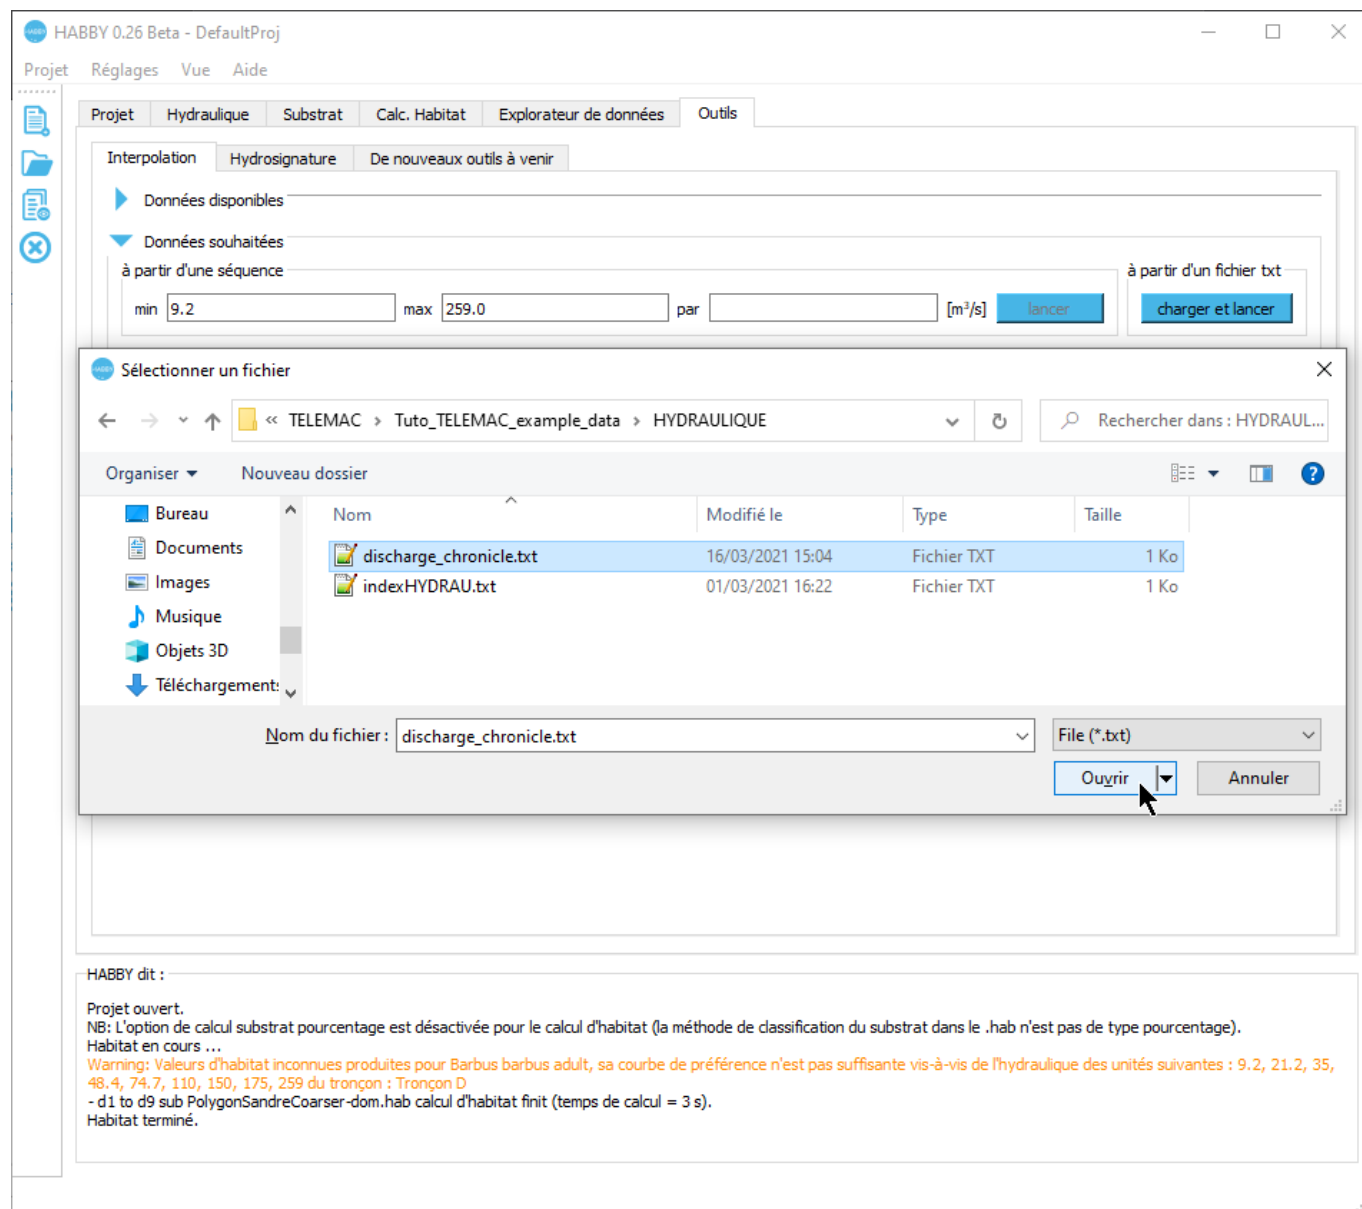 HABBY 0.26 Beta - DefaultProj
Projet Réglages Vue Aide
Projet Hydraulique Substrat Calc. Habitat Explorateur de données Outils
Interpolation Hydrosignature De nouveaux outils à venir
Données disponibles
Données souhaitées
à partir d'une séquence à partir d'un fichier txt
min 9.2 max 259.0 par [m³/s] lancer charger et lancer
Sélectionner un fichier
« TELEMAC › Tuto_TELEMAC_example_data › HYDRAULIQUE Rechercher dans : HYDRAUL...
Organiser Nouveau dossier
Bureau Nom Modifié le Type Taille
Documents discharge_chronicle.txt 16/03/2021 15:04 Fichier TXT 1 Ko
Images indexHYDRAU.txt 01/03/2021 16:22 Fichier TXT 1 Ko
Musique
Objets 3D
Téléchargement
Nom du fichier : discharge_chronicle.txt File (*.txt)
Ouvrir Annuler
HABBY dit :
Projet ouvert.
NB: L'option de calcul substrat pourcentage est désactivée pour le calcul d'habitat (la méthode de classification du substrat dans le .hab n'est pas de type pourcentage).
Habitat en cours ...
Warning: Valeurs d'habitat inconnues produites pour Barbus barbus adult, sa courbe de préférence n'est pas suffisante vis-à-vis de l'hydraulique des unités suivantes : 9.2, 21.2, 35,
48.4, 74.7, 110, 150, 175, 259 du tronçon : Tronçon D
- d1 to d9 sub PolygonSandreCoarser-dom.hab calcul d'habitat finit (temps de calcul = 3 s).
Habitat terminé.